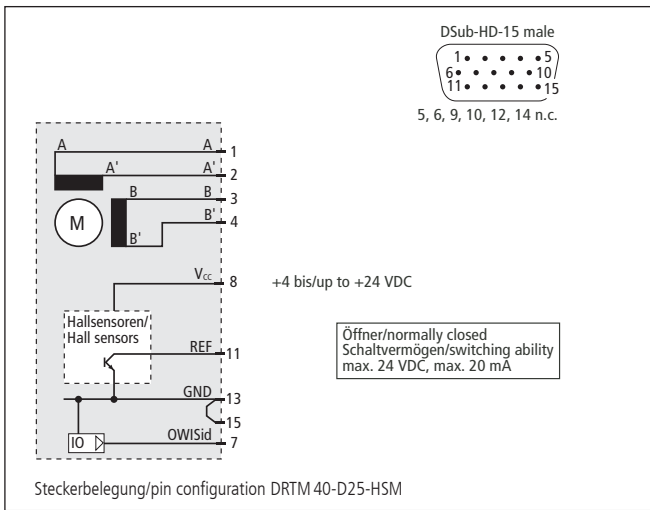 DSub-HD-15 male
1 5
6 10
11 15
5, 6, 9, 10, 12, 14 n.c.
A A 1
A' A' 2
B B 3
M B' 4
B'
Vcc 8 +4 bis/up to +24 VDC
Hallsensoren/
Hall sensors
REF 11
Öffner/normally closed
Schaltvermögen/switching ability
max. 24 VDC, max. 20 mA
GND 13
15
IO OWISid 7
Steckerbelegung/pin configuration DRTM 40-D25-HSM